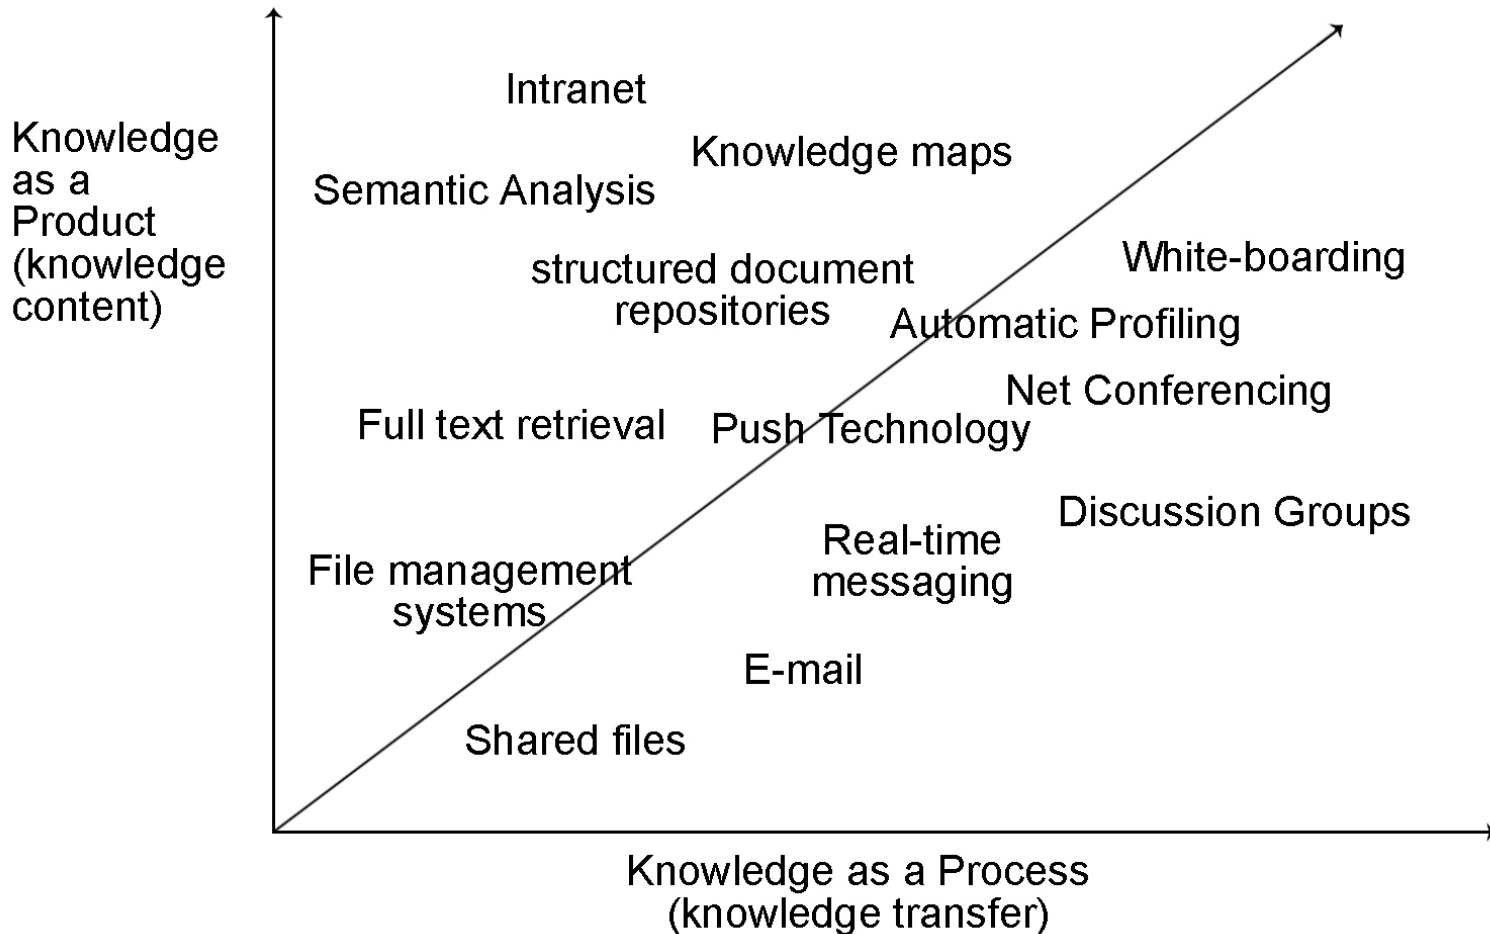 Intranet
Knowledge
as a
Product
(knowledge
content)
Knowledge maps
Semantic Analysis
structured document
repositories
White-boarding
Automatic Profiling
Net Conferencing
Full text retrieval
Push Technology
Discussion Groups
Real-time
messaging
File management
systems
E-mail
Shared files
Knowledge as a Process
(knowledge transfer)